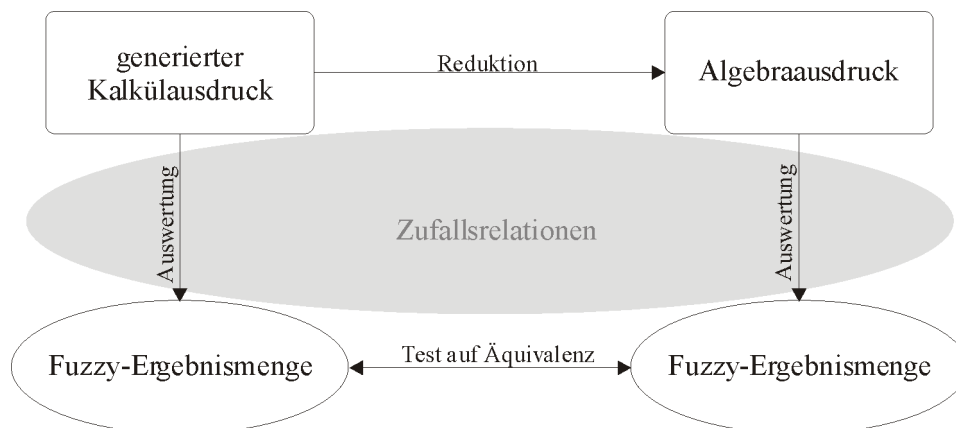 generierter
Kalkülausdruck
Reduktion
Algebraausdruck
Auswertung
Zufallsrelationen
Auswertung
Fuzzy-Ergebnismenge
Test auf Äquivalenz
Fuzzy-Ergebnismenge